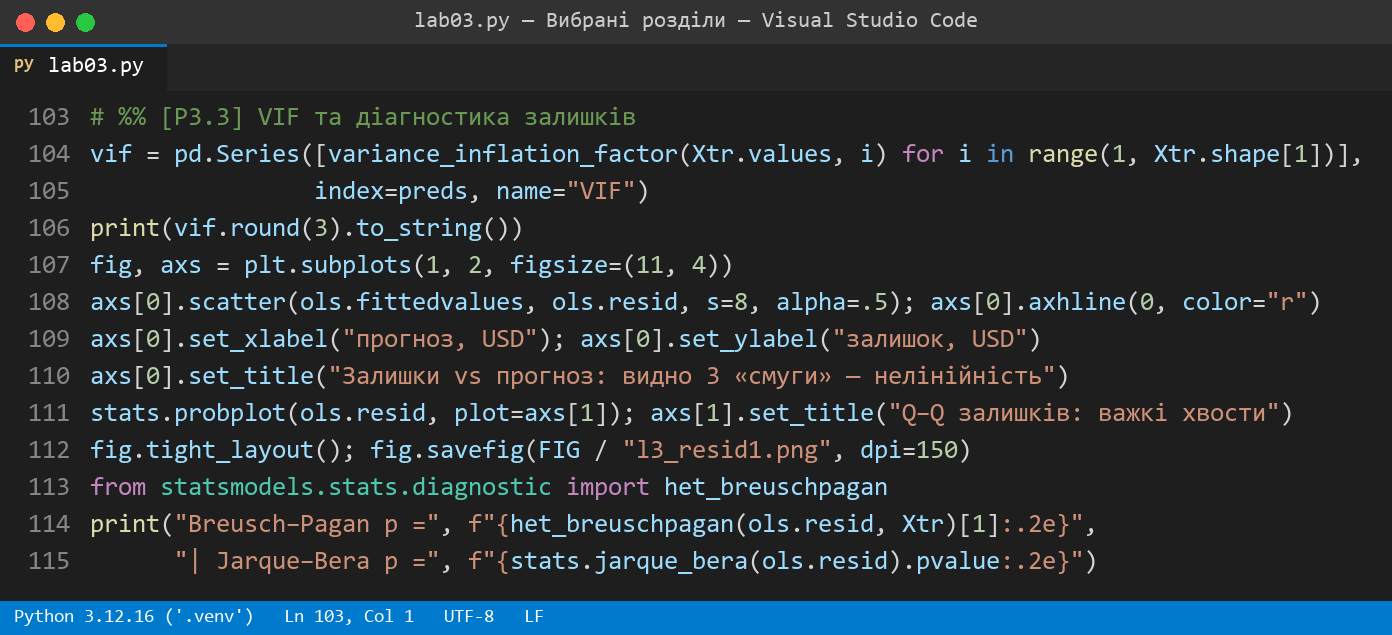 lab03.py — Вибрані розділи — Visual Studio Code
PY lab03.py
103 # %% [P3.3] VIF та діагностика залишків
104 vif = pd.Series([variance_inflation_factor(Xtr.values, i) for i in range(1, Xtr.shape[1])],
105                 index=preds, name="VIF")
106 print(vif.round(3).to_string())
107 fig, axs = plt.subplots(1, 2, figsize=(11, 4))
108 axs[0].scatter(ols.fittedvalues, ols.resid, s=8, alpha=.5); axs[0].axhline(0, color="r")
109 axs[0].set_xlabel("прогноз, USD"); axs[0].set_ylabel("залишок, USD")
110 axs[0].set_title("Залишки vs прогноз: видно 3 «смуги» — нелінійність")
111 stats.probplot(ols.resid, plot=axs[1]); axs[1].set_title("Q–Q залишків: важкі хвости")
112 fig.tight_layout(); fig.savefig(FIG / "l3_resid1.png", dpi=150)
113 from statsmodels.stats.diagnostic import het_breuschpagan
114 print("Breusch–Pagan p =", f"{het_breuschpagan(ols.resid, Xtr)[1]:.2e}",
115       "| Jarque–Bera p =", f"{stats.jarque_bera(ols.resid).pvalue:.2e}")
Python 3.12.16 ('.venv') Ln 103, Col 1 UTF-8 LF